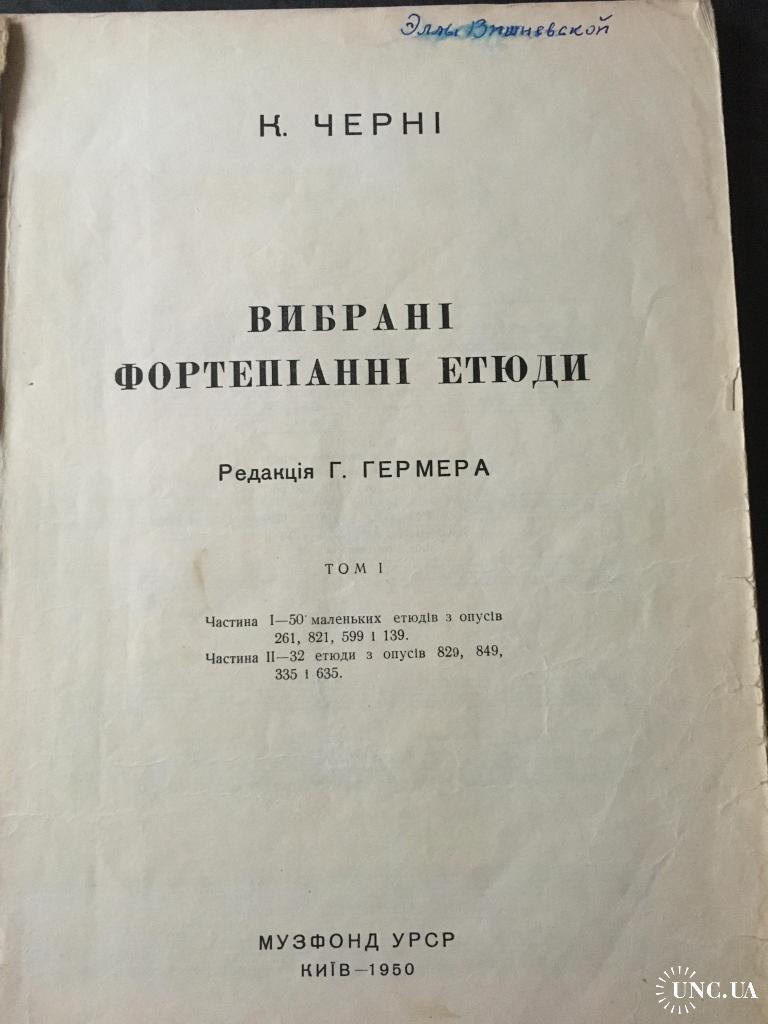 Эллы Вишневской
К. ЧЕРНІ
ВИБРАНІ
ФОРТЕПІАННІ ЕТЮДИ
Редакція Г. ГЕРМЕРА
ТОМ І
Частина І—50 маленьких етюдів з опусів
261, 821, 599 і 139.
Частина ІІ—32 етюди з опусів 829, 849,
335 і 635.
МУЗФОНД УРСР
КИЇВ—1950
UNC.UA